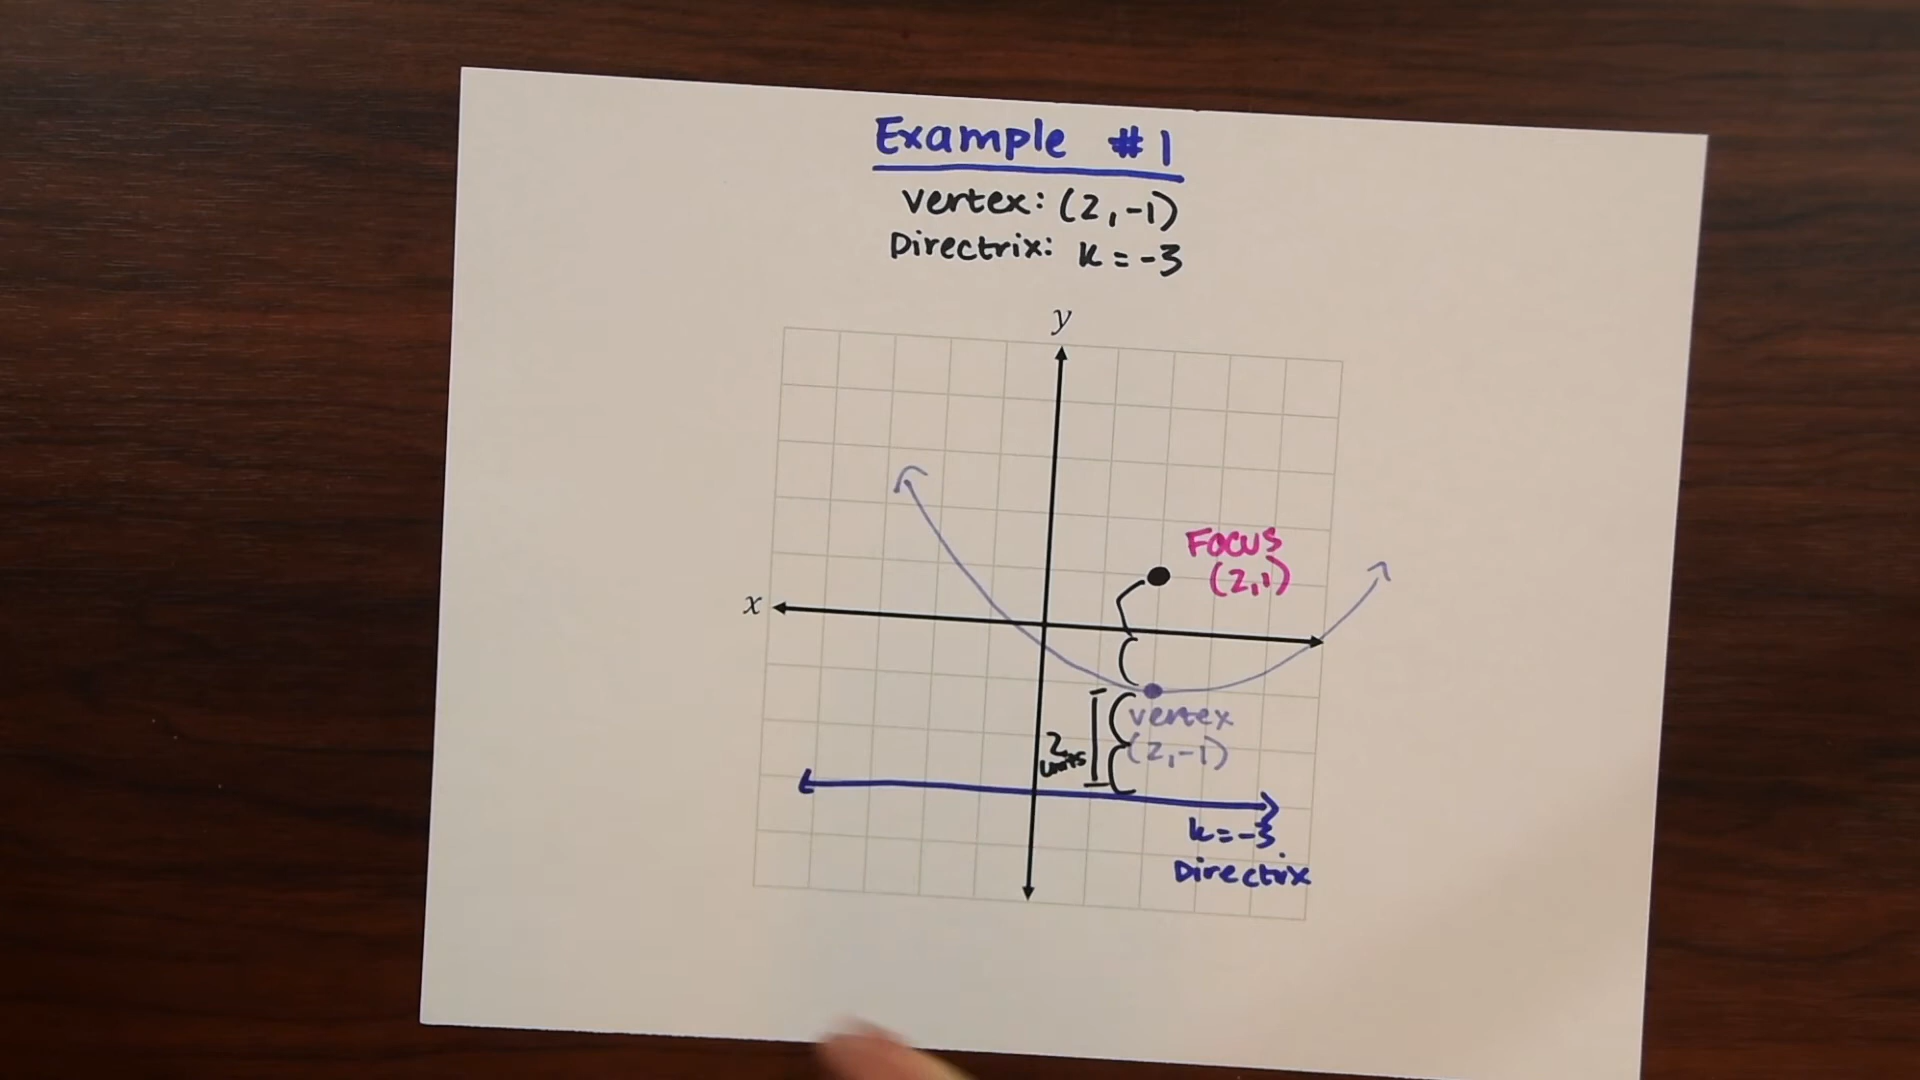 Example #1
vertex: (2,-1)
Directrix: k = -3
y
Focus
(2,1)
x
vertex
(2,-1)
2
units
k=-3
Directrix